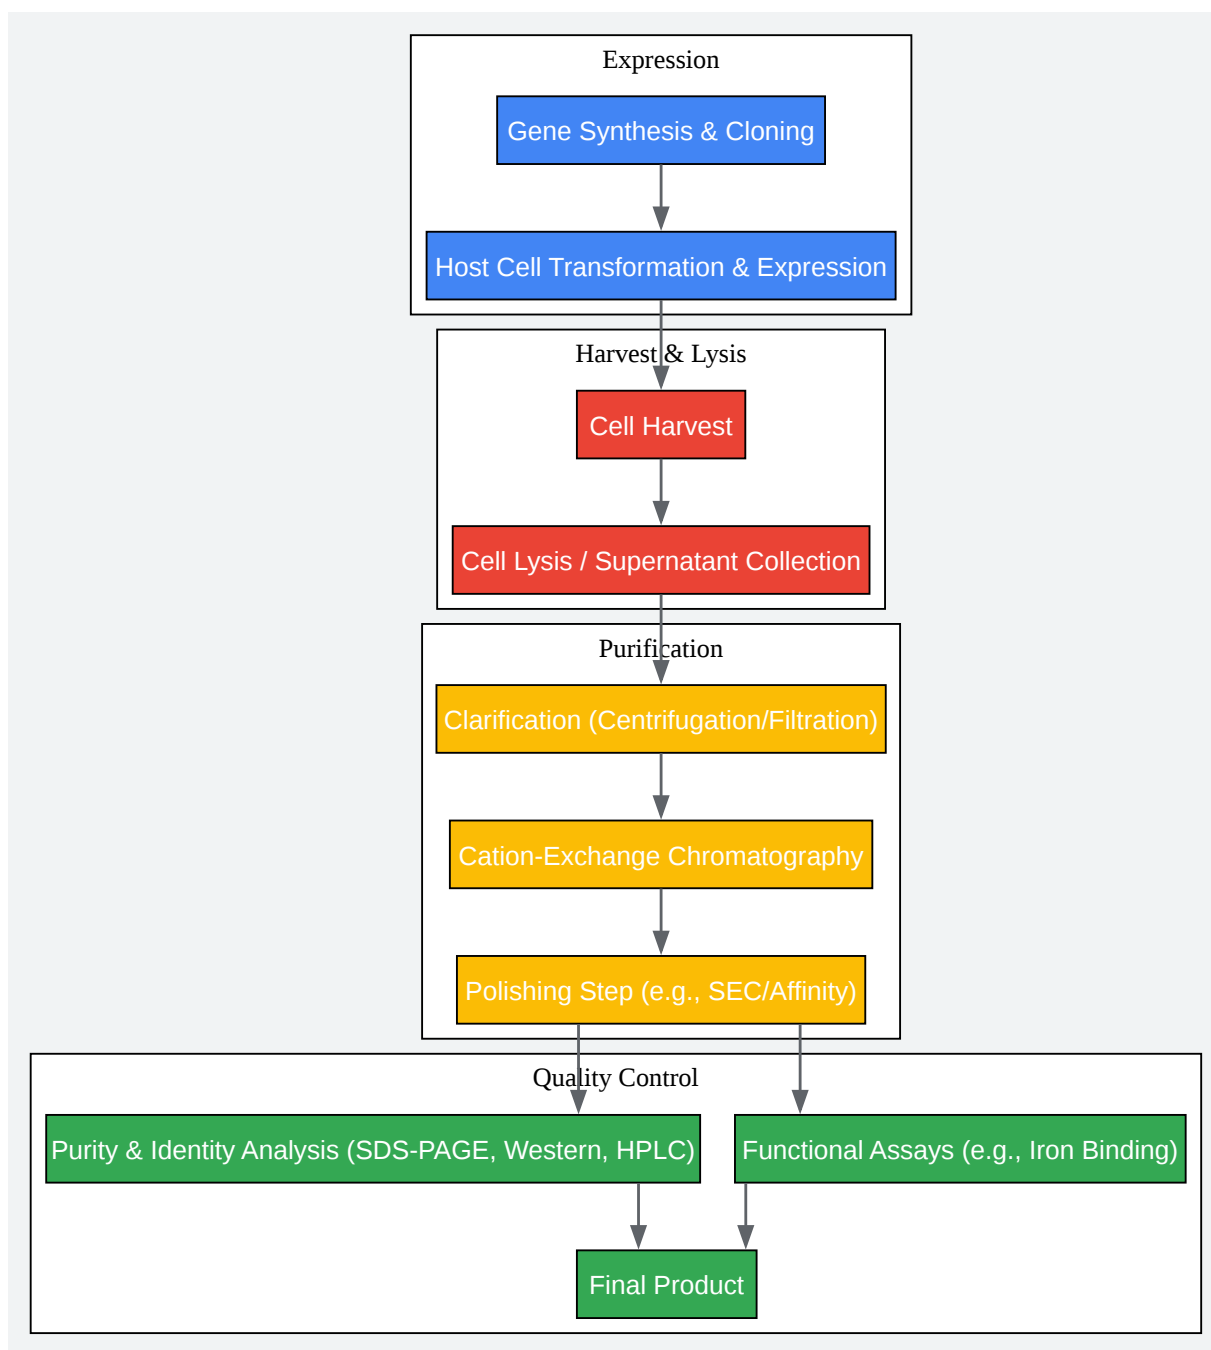 Expression
Gene Synthesis & Cloning
Host Cell Transformation & Expression
Harvest & Lysis
Cell Harvest
Cell Lysis / Supernatant Collection
Purification
Clarification (Centrifugation/Filtration)
Cation-Exchange Chromatography
Polishing Step (e.g., SEC/Affinity)
Quality Control
Purity & Identity Analysis (SDS-PAGE, Western, HPLC)
Functional Assays (e.g., Iron Binding)
Final Product